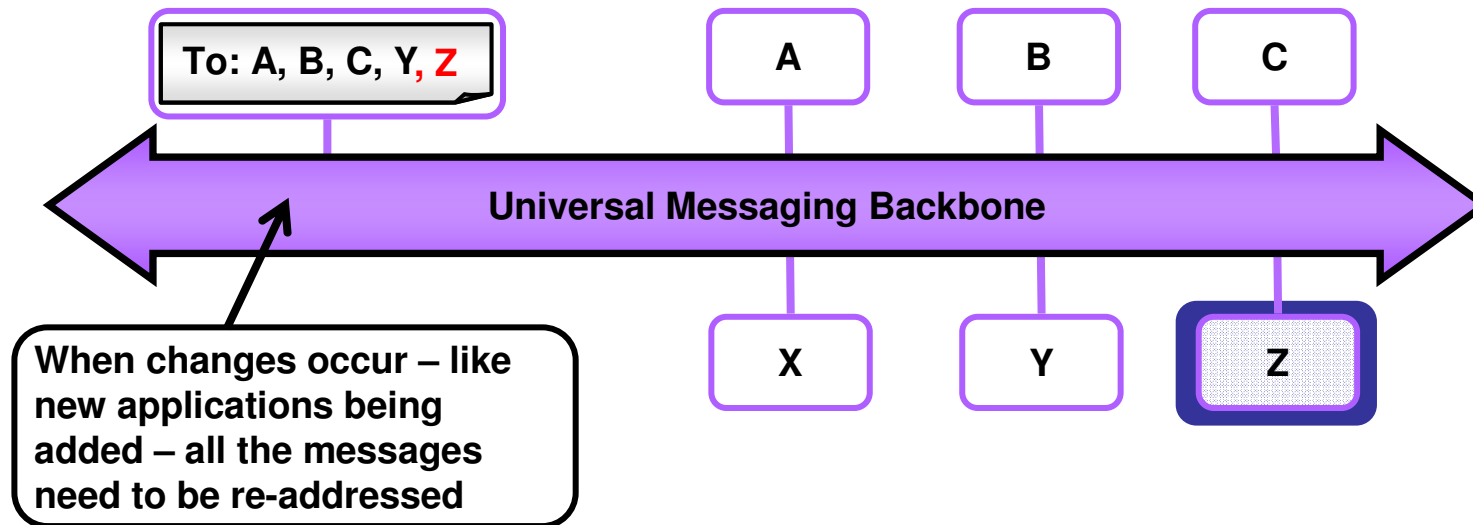 To: A, B, C, Y, Z
A
B
C
Universal Messaging Backbone
X
Y
Z
When changes occur – like
new applications being
added – all the messages
need to be re-addressed